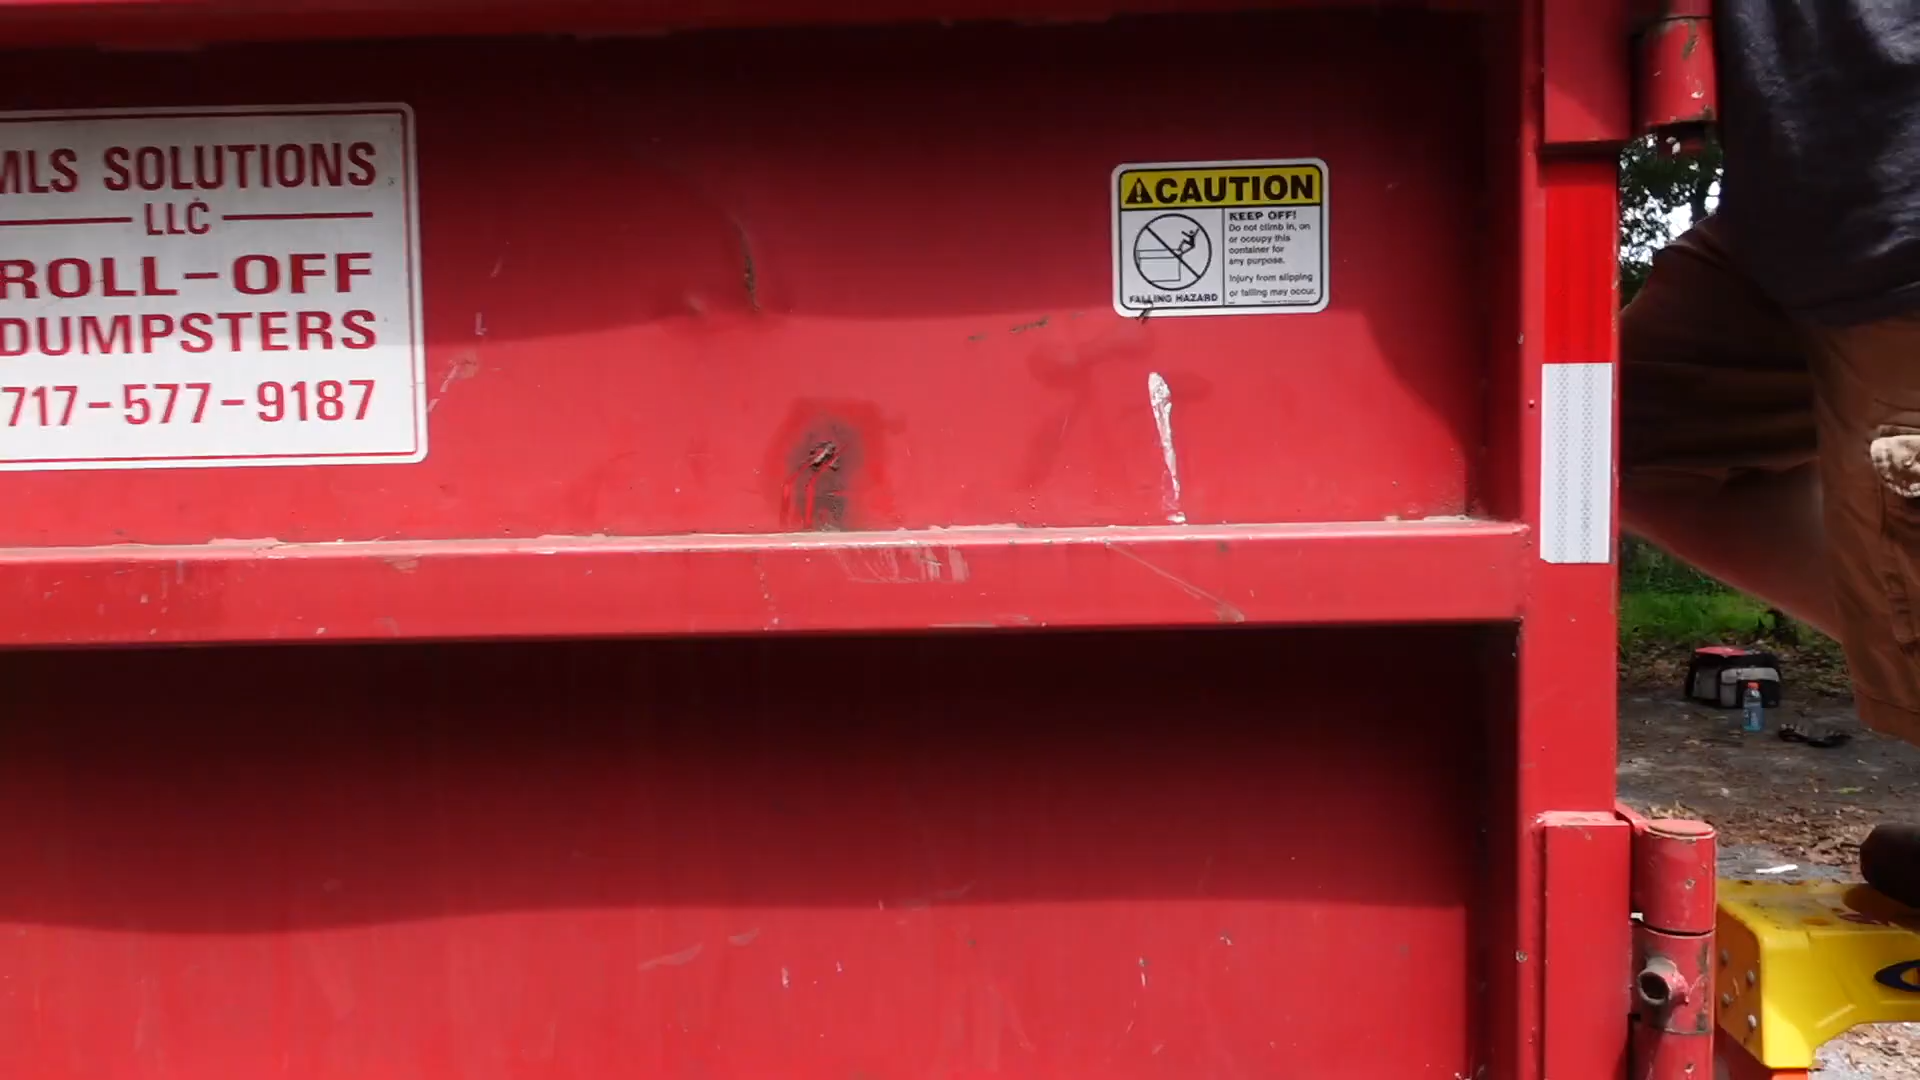 MLS SOLUTIONS
LLC
ROLL-OFF
DUMPSTERS
717-577-9187
CAUTION
KEEP OFF!
Do not climb in, on
or occupy this
container for
any purpose.
Injury from slipping
or falling may occur.
FALLING HAZARD